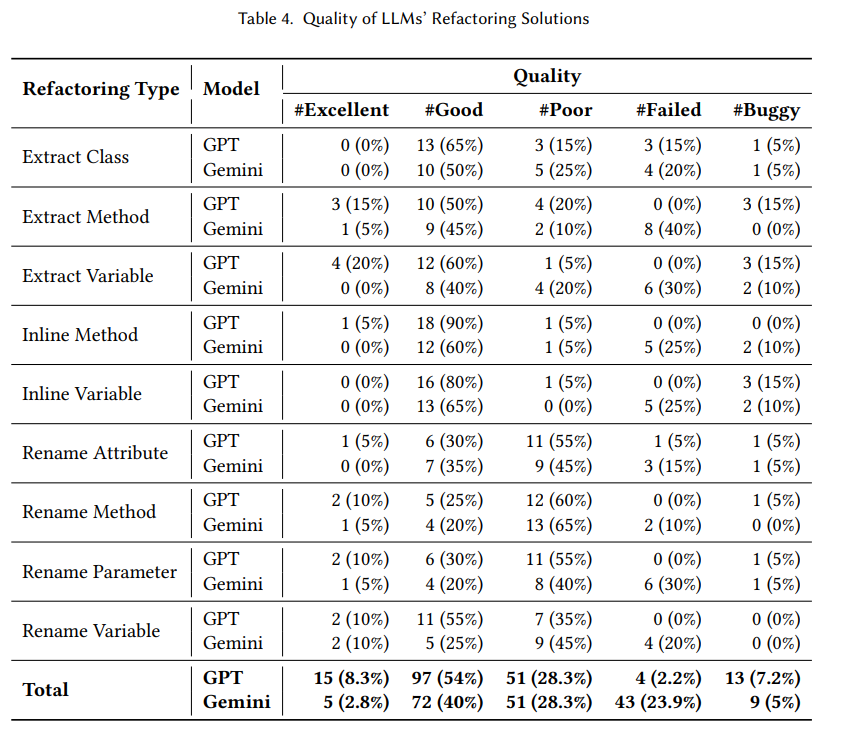 Table 4. Quality of LLMs' Refactoring Solutions
Refactoring Type Model Quality
#Excellent #Good #Poor #Failed #Buggy
Extract Class GPT 0 (0%) 13 (65%) 3 (15%) 3 (15%) 1 (5%)
Gemini 0 (0%) 10 (50%) 5 (25%) 4 (20%) 1 (5%)
Extract Method GPT 3 (15%) 10 (50%) 4 (20%) 0 (0%) 3 (15%)
Gemini 1 (5%) 9 (45%) 2 (10%) 8 (40%) 0 (0%)
Extract Variable GPT 4 (20%) 12 (60%) 1 (5%) 0 (0%) 3 (15%)
Gemini 0 (0%) 8 (40%) 4 (20%) 6 (30%) 2 (10%)
Inline Method GPT 1 (5%) 18 (90%) 1 (5%) 0 (0%) 0 (0%)
Gemini 0 (0%) 12 (60%) 1 (5%) 5 (25%) 2 (10%)
Inline Variable GPT 0 (0%) 16 (80%) 1 (5%) 0 (0%) 3 (15%)
Gemini 0 (0%) 13 (65%) 0 (0%) 5 (25%) 2 (10%)
Rename Attribute GPT 1 (5%) 6 (30%) 11 (55%) 1 (5%) 1 (5%)
Gemini 0 (0%) 7 (35%) 9 (45%) 3 (15%) 1 (5%)
Rename Method GPT 2 (10%) 5 (25%) 12 (60%) 0 (0%) 1 (5%)
Gemini 1 (5%) 4 (20%) 13 (65%) 2 (10%) 0 (0%)
Rename Parameter GPT 2 (10%) 6 (30%) 11 (55%) 0 (0%) 1 (5%)
Gemini 1 (5%) 4 (20%) 8 (40%) 6 (30%) 1 (5%)
Rename Variable GPT 2 (10%) 11 (55%) 7 (35%) 0 (0%) 0 (0%)
Gemini 2 (10%) 5 (25%) 9 (45%) 4 (20%) 0 (0%)
Total GPT 15 (8.3%) 97 (54%) 51 (28.3%) 4 (2.2%) 13 (7.2%)
Gemini 5 (2.8%) 72 (40%) 51 (28.3%) 43 (23.9%) 9 (5%)